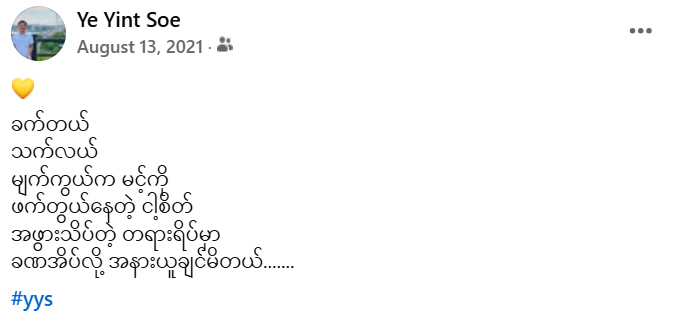 Ye Yint Soe
August 13, 2021 ·
💛
ခက်တယ်
သက်လယ်
မျက်ကွယ်က မင့်ကို
ဖက်တွယ်နေတဲ့ ငါ့စိတ်
အဖွားသိပ်တဲ့ တရားရိပ်မှာ
ခဏအိပ်လို့ အနားယူချင်မိတယ်.......
#yys